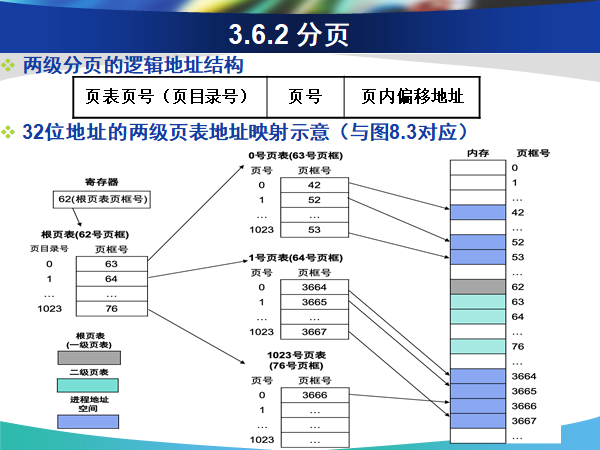 3.6.2 分页
两级分页的逻辑地址结构
页表页号（页目录号） 页号 页内偏移地址
32位地址的两级页表地址映射示意（与图8.3对应）
寄存器
62(根页表页框号)
根页表(62号页框)
页目录号 页框号
0 63
1 64
... ...
1023 76
根页表
(一级页表)
二级页表
进程地址
空间
0号页表(63号页框)
页号 页框号
0 42
1 52
... ...
1023 53
1号页表(64号页框)
页号 页框号
0 3664
1 3665
... ...
1023 3667
1023号页表
(76号页框)
页号 页框号
0 3666
1 ...
... ...
1023 ...
内存 页框号
0
1
...
42
...
52
53
...
62
63
64
...
76
...
3664
3665
3666
3667
...